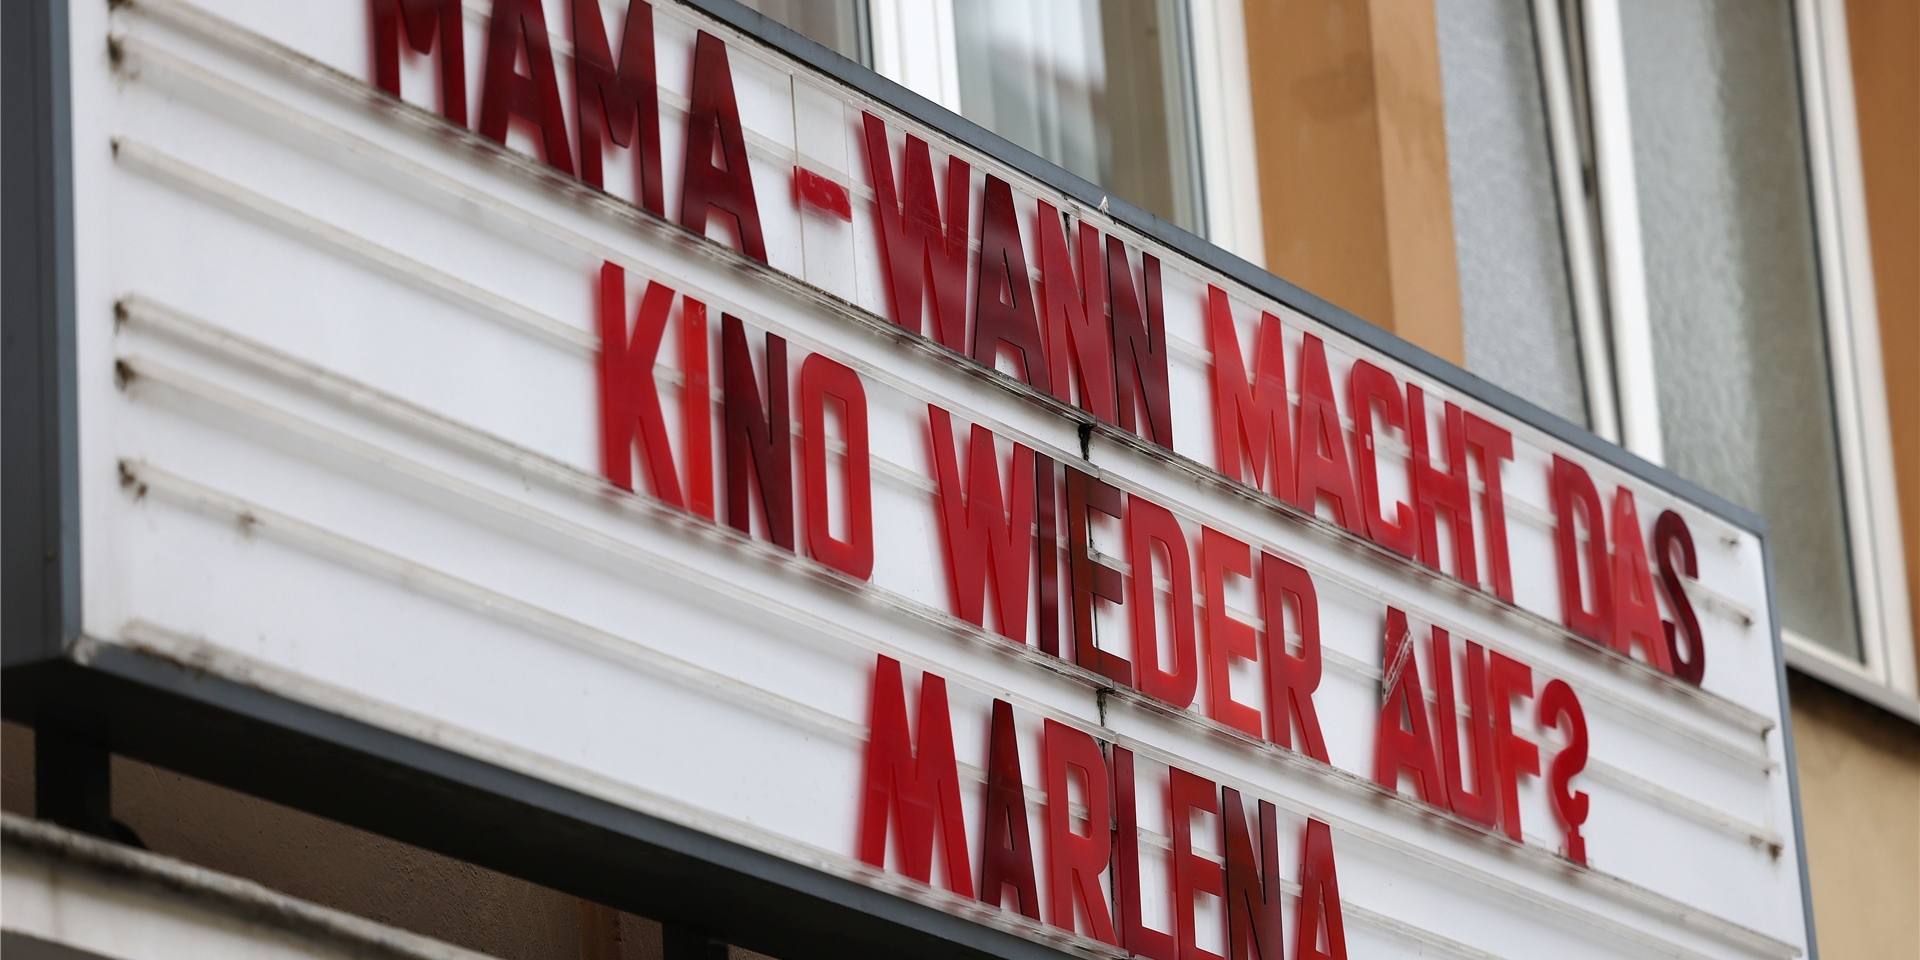 MAMA - WANN MACHT DAS
KINO WIEDER AUF?
MARLENA